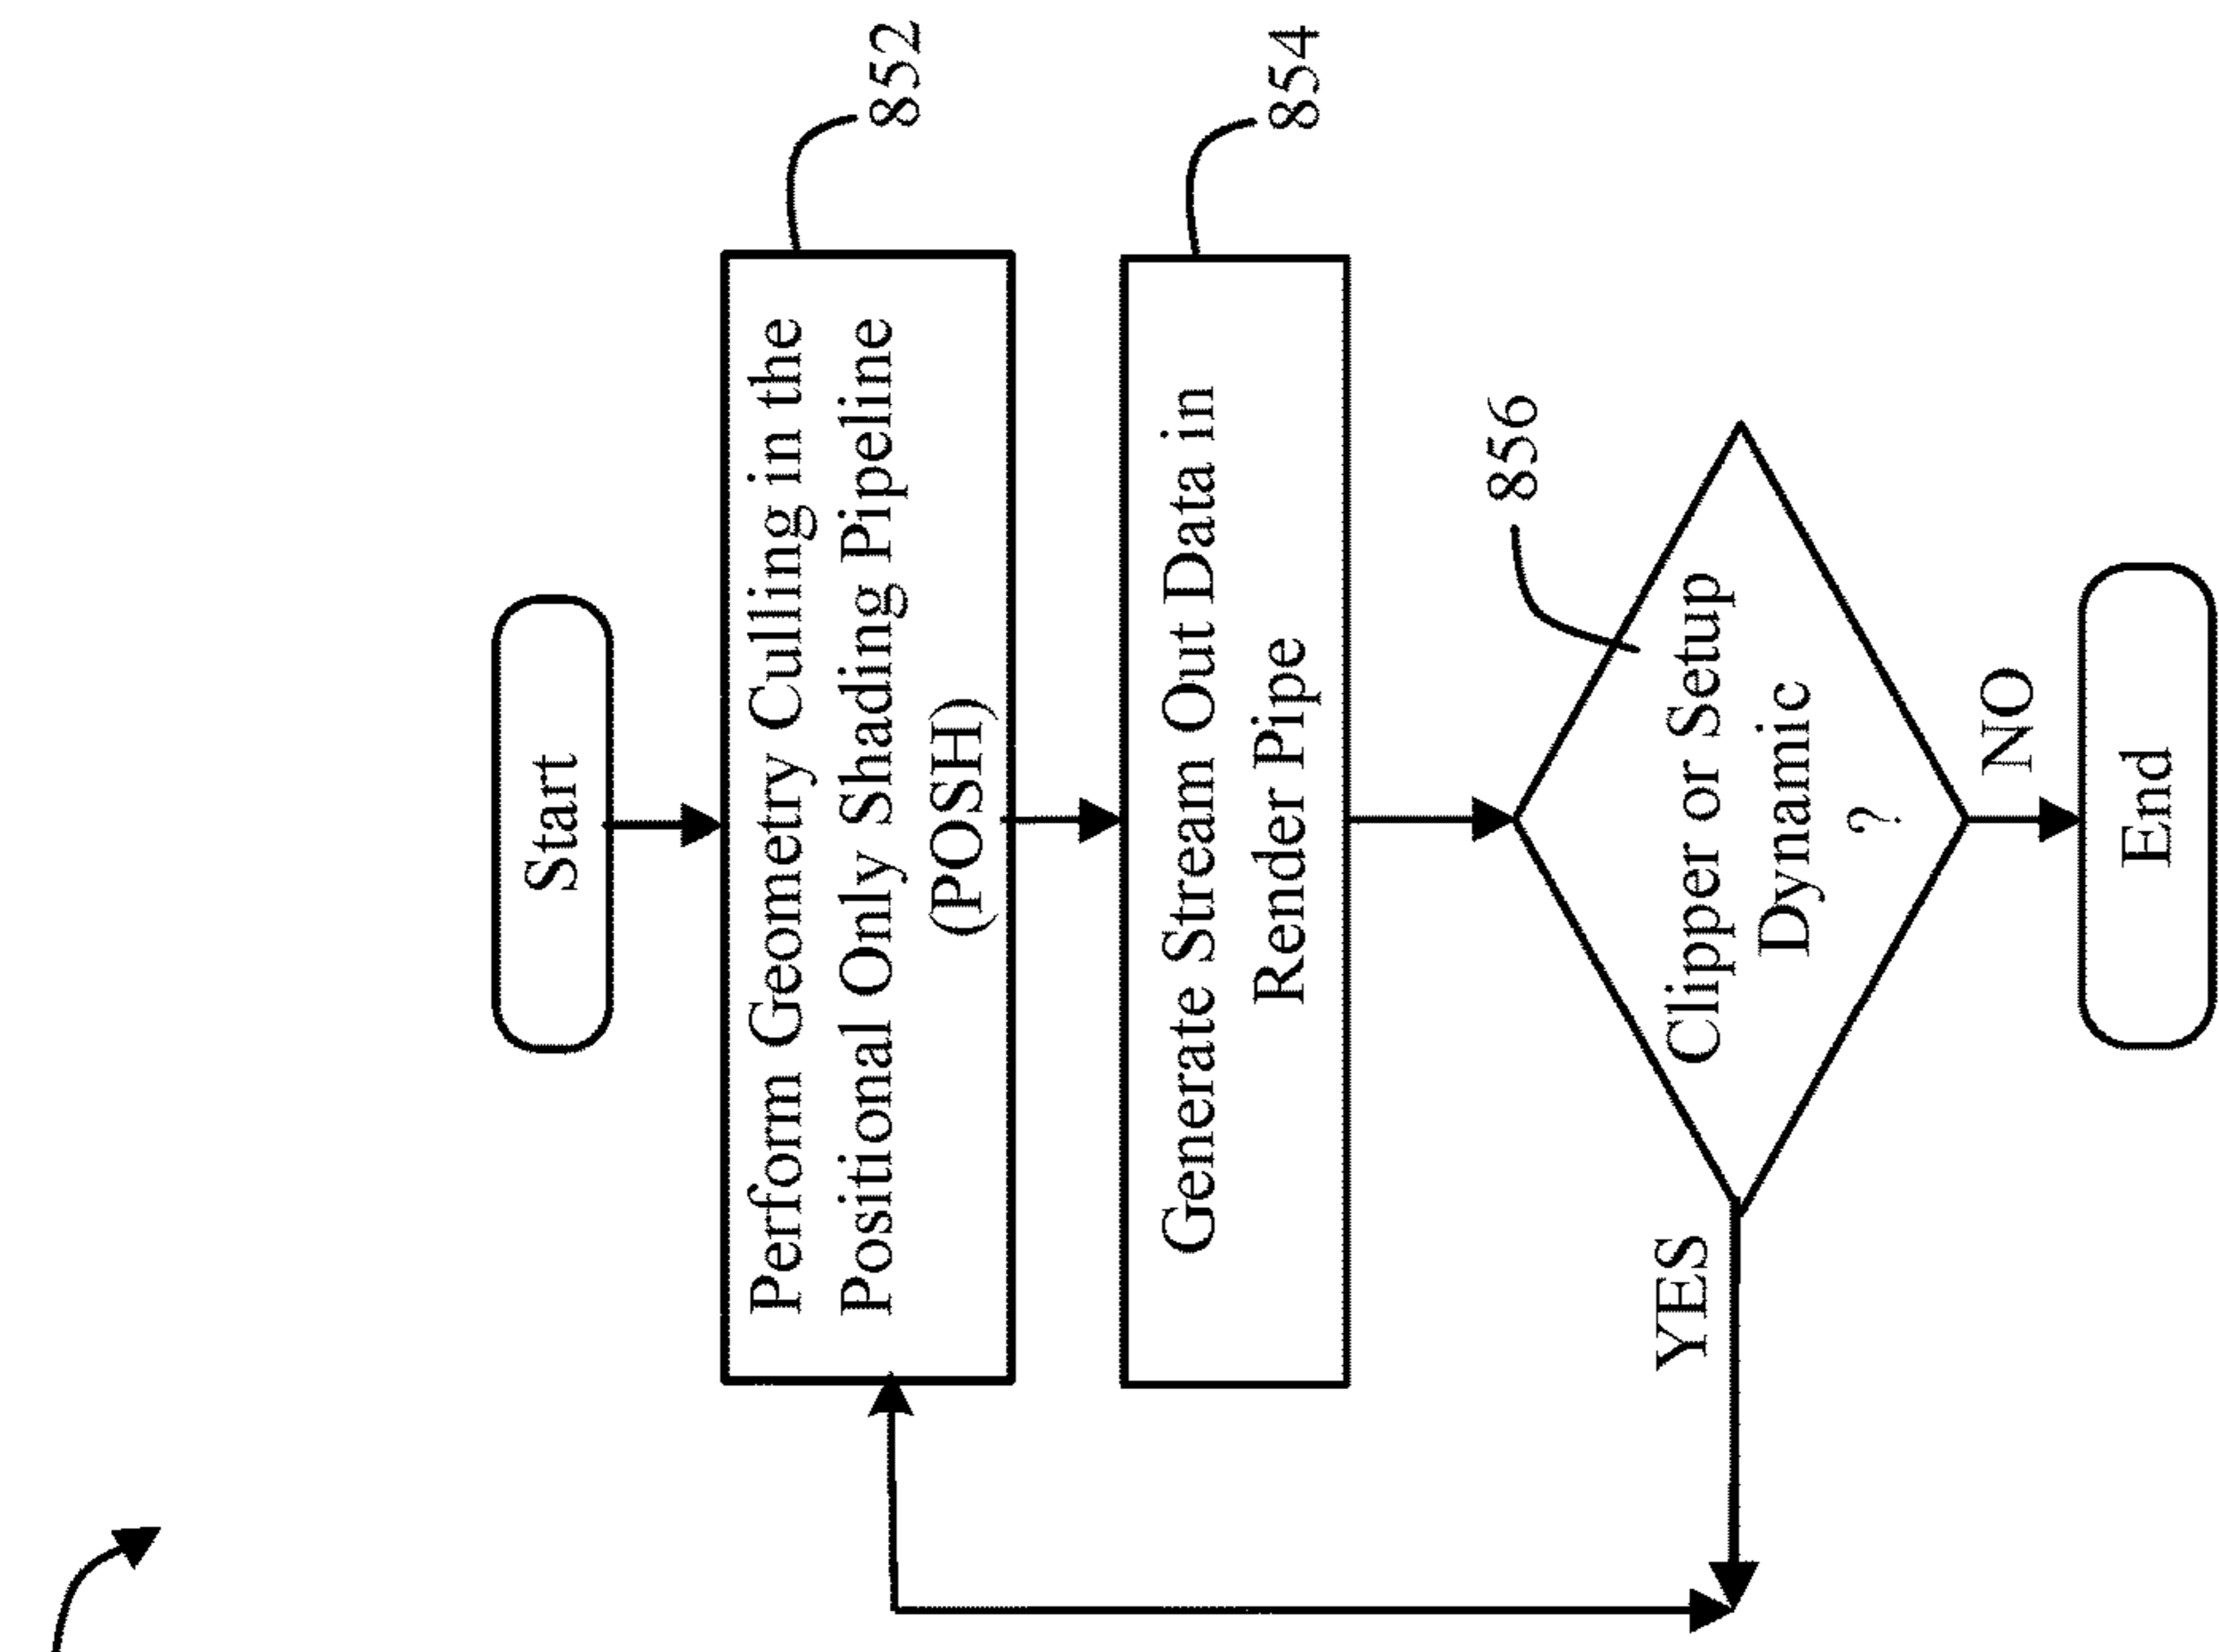 Start
Perform Geometry Culling in the
Positional Only Shading Pipeline
(POSH)
852
Generate Stream Out Data in
Render Pipe
854
856
Clipper or Setup
Dynamic
?
YES
NO
End